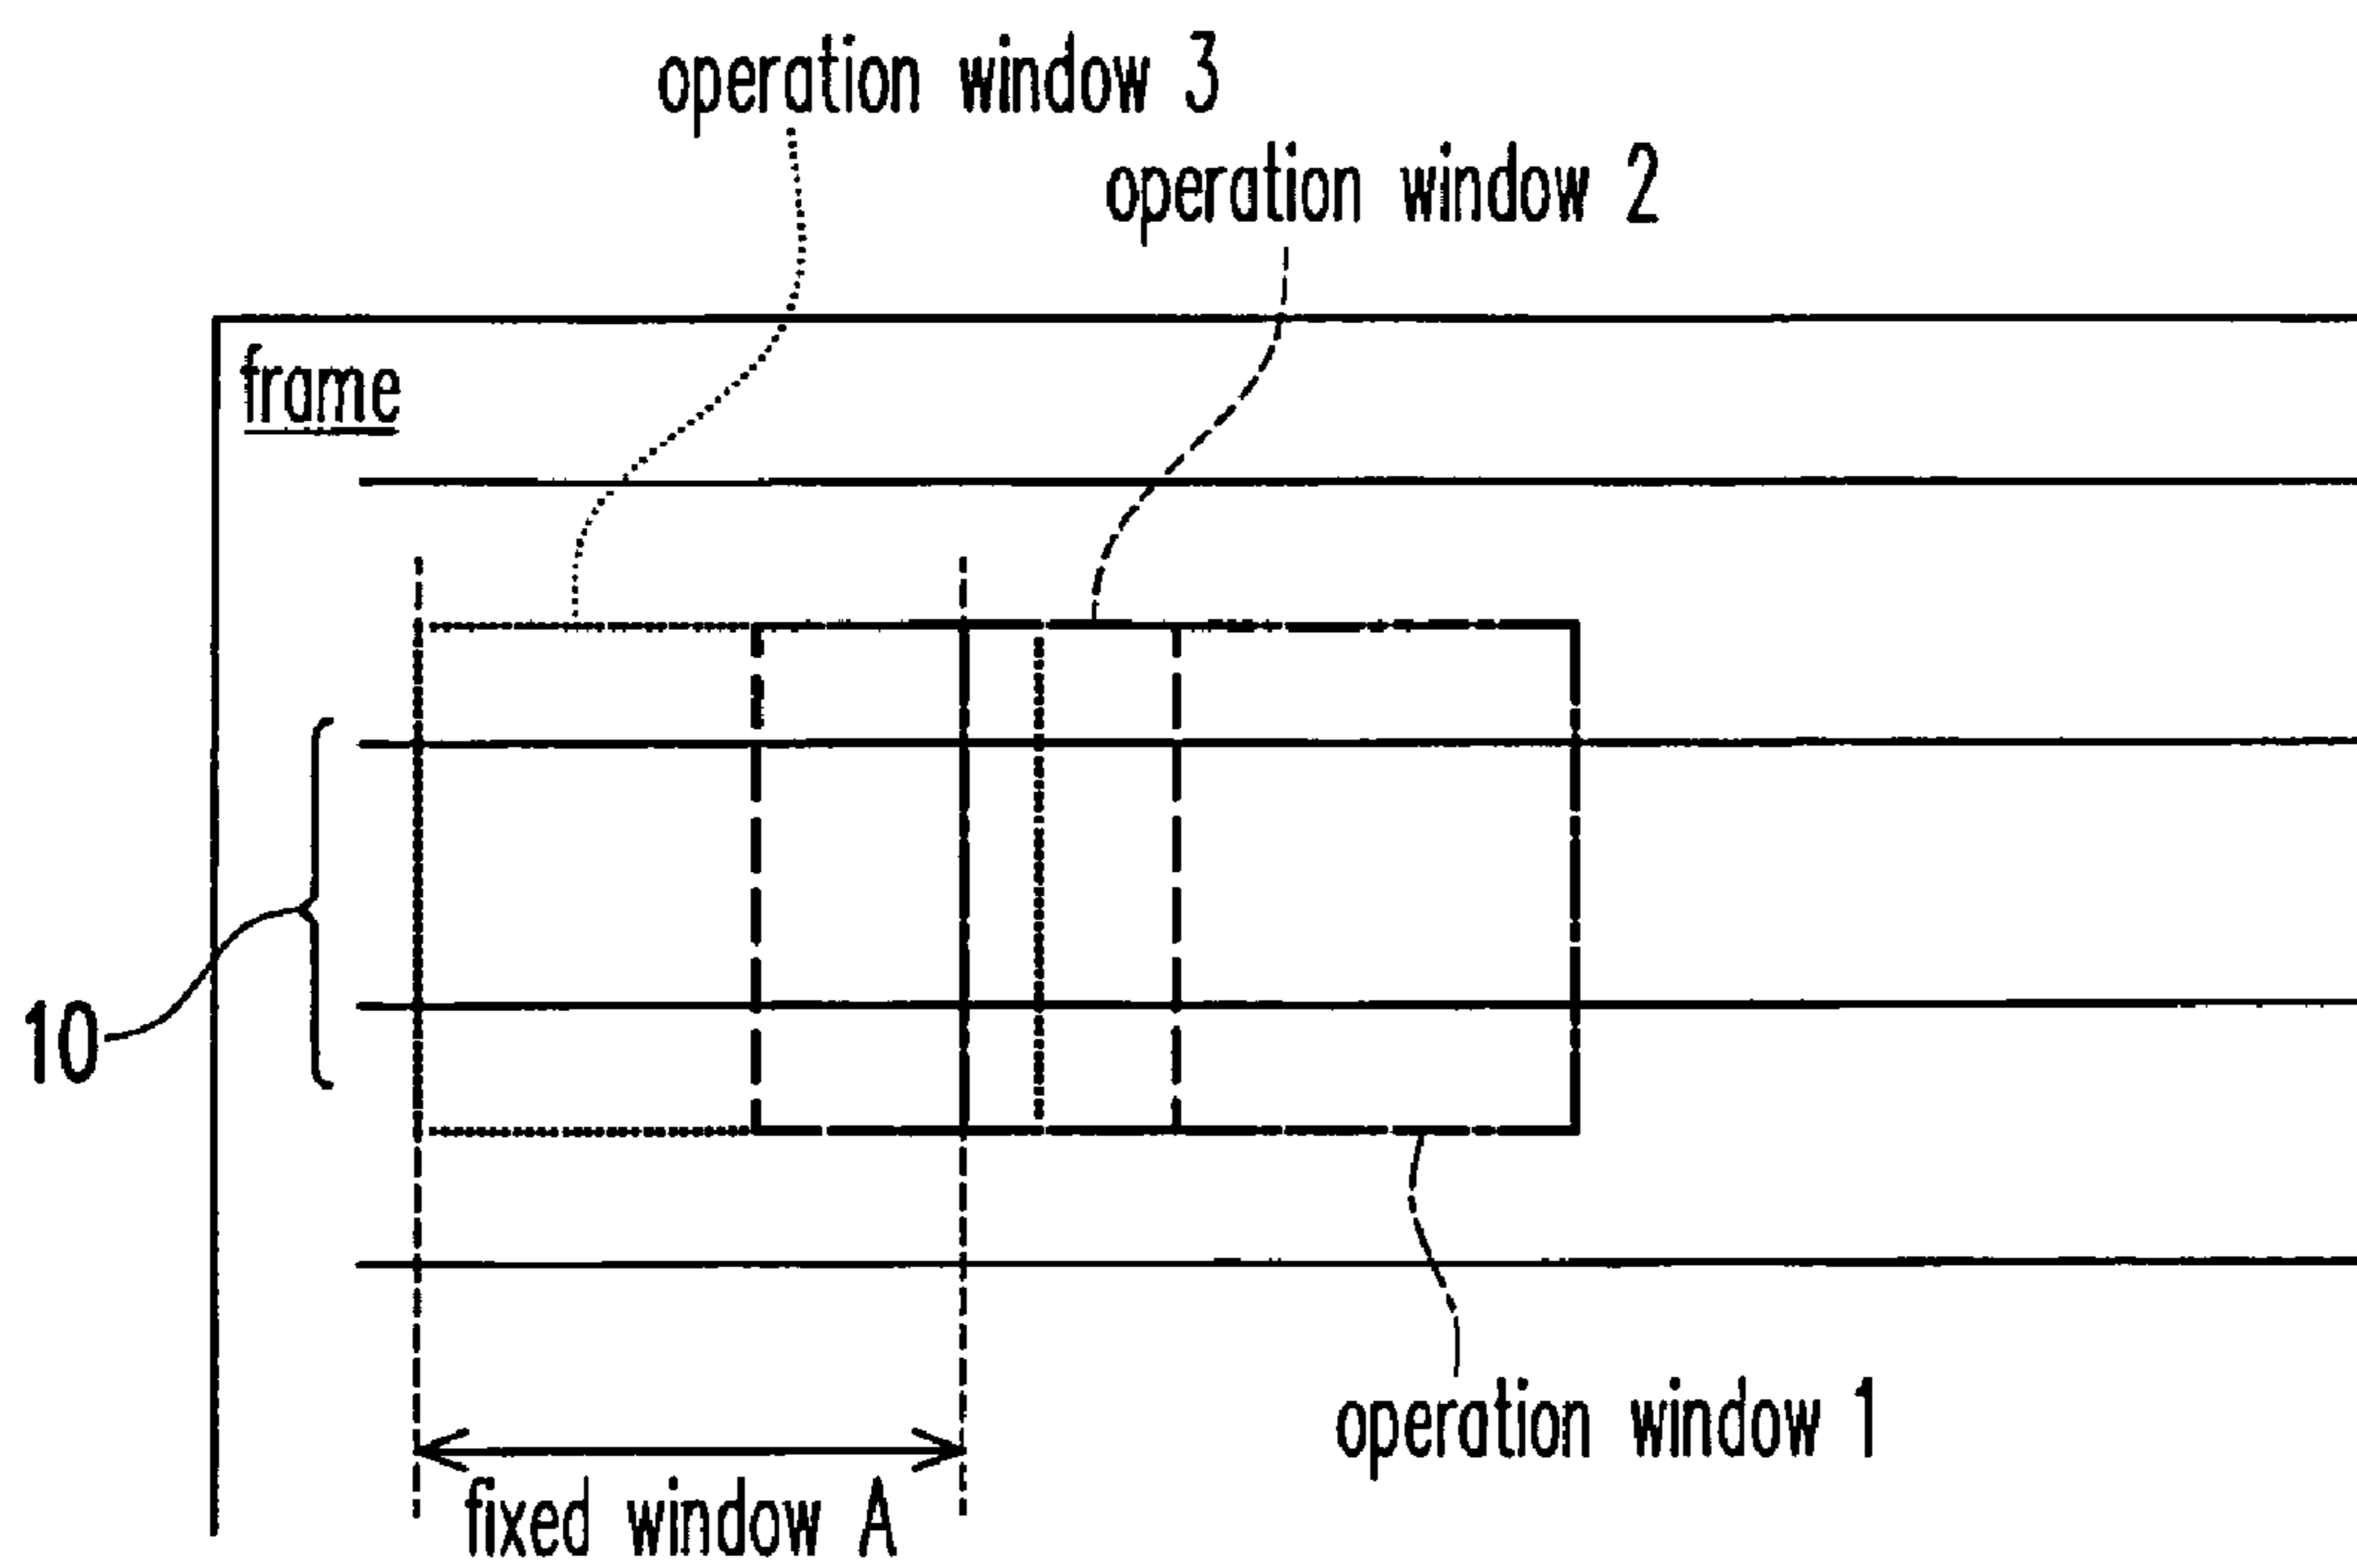 operation window 3
operation window 2
frame
10
operation window 1
fixed window A